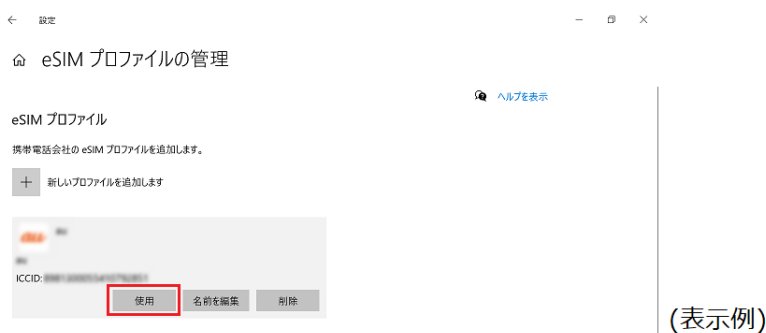 設定
eSIM プロファイルの管理
ヘルプを表示
eSIM プロファイル
携帯電話会社の eSIM プロファイルを追加します。
新しいプロファイルを追加します
au
ICCID:
使用 名前を編集 削除
(表示例)